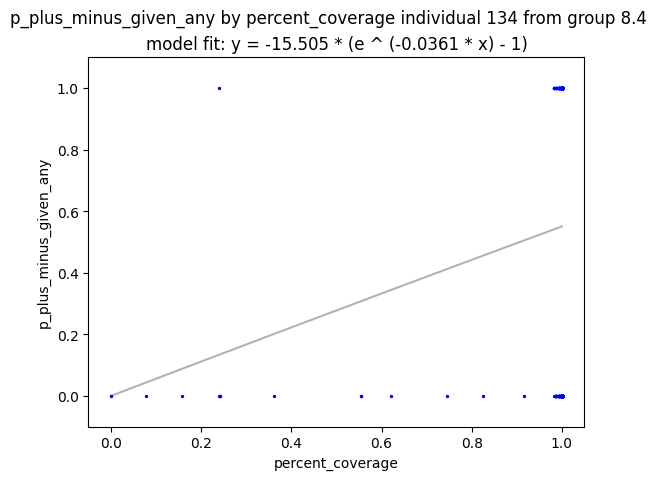 p_plus_minus_given_any by percent_coverage individual 134 from group 8.4
model fit: y = -15.505 * (e ^ (-0.0361 * x) - 1)
1.0
0.8
0.6
0.4
0.2
0.0
p_plus_minus_given_any
0.0 0.2 0.4 0.6 0.8 1.0
percent_coverage